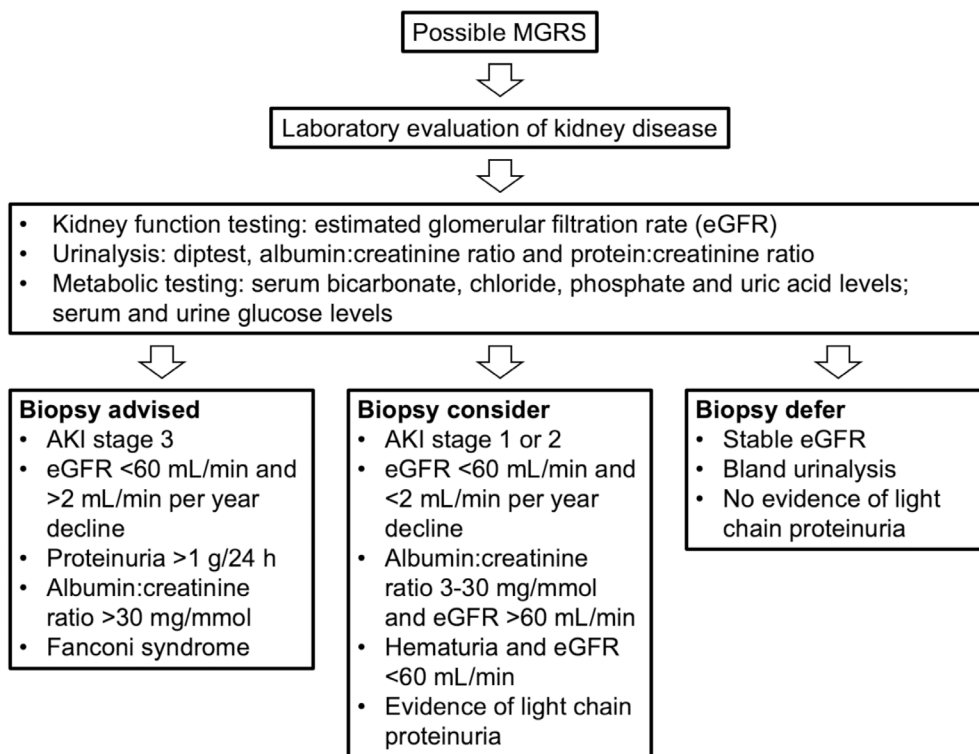 Possible MGRS
Laboratory evaluation of kidney disease
• Kidney function testing: estimated glomerular filtration rate (eGFR)
• Urinalysis: diptest, albumin:creatinine ratio and protein:creatinine ratio
• Metabolic testing: serum bicarbonate, chloride, phosphate and uric acid levels;
serum and urine glucose levels
Biopsy advised
• AKI stage 3
• eGFR <60 mL/min and
>2 mL/min per year
decline
• Proteinuria >1 g/24 h
• Albumin:creatinine
ratio >30 mg/mmol
• Fanconi syndrome
Biopsy consider
• AKI stage 1 or 2
• eGFR <60 mL/min and
<2 mL/min per year
decline
• Albumin:creatinine
ratio 3-30 mg/mmol
and eGFR >60 mL/min
• Hematuria and eGFR
<60 mL/min
• Evidence of light chain
proteinuria
Biopsy defer
• Stable eGFR
• Bland urinalysis
• No evidence of light
chain proteinuria